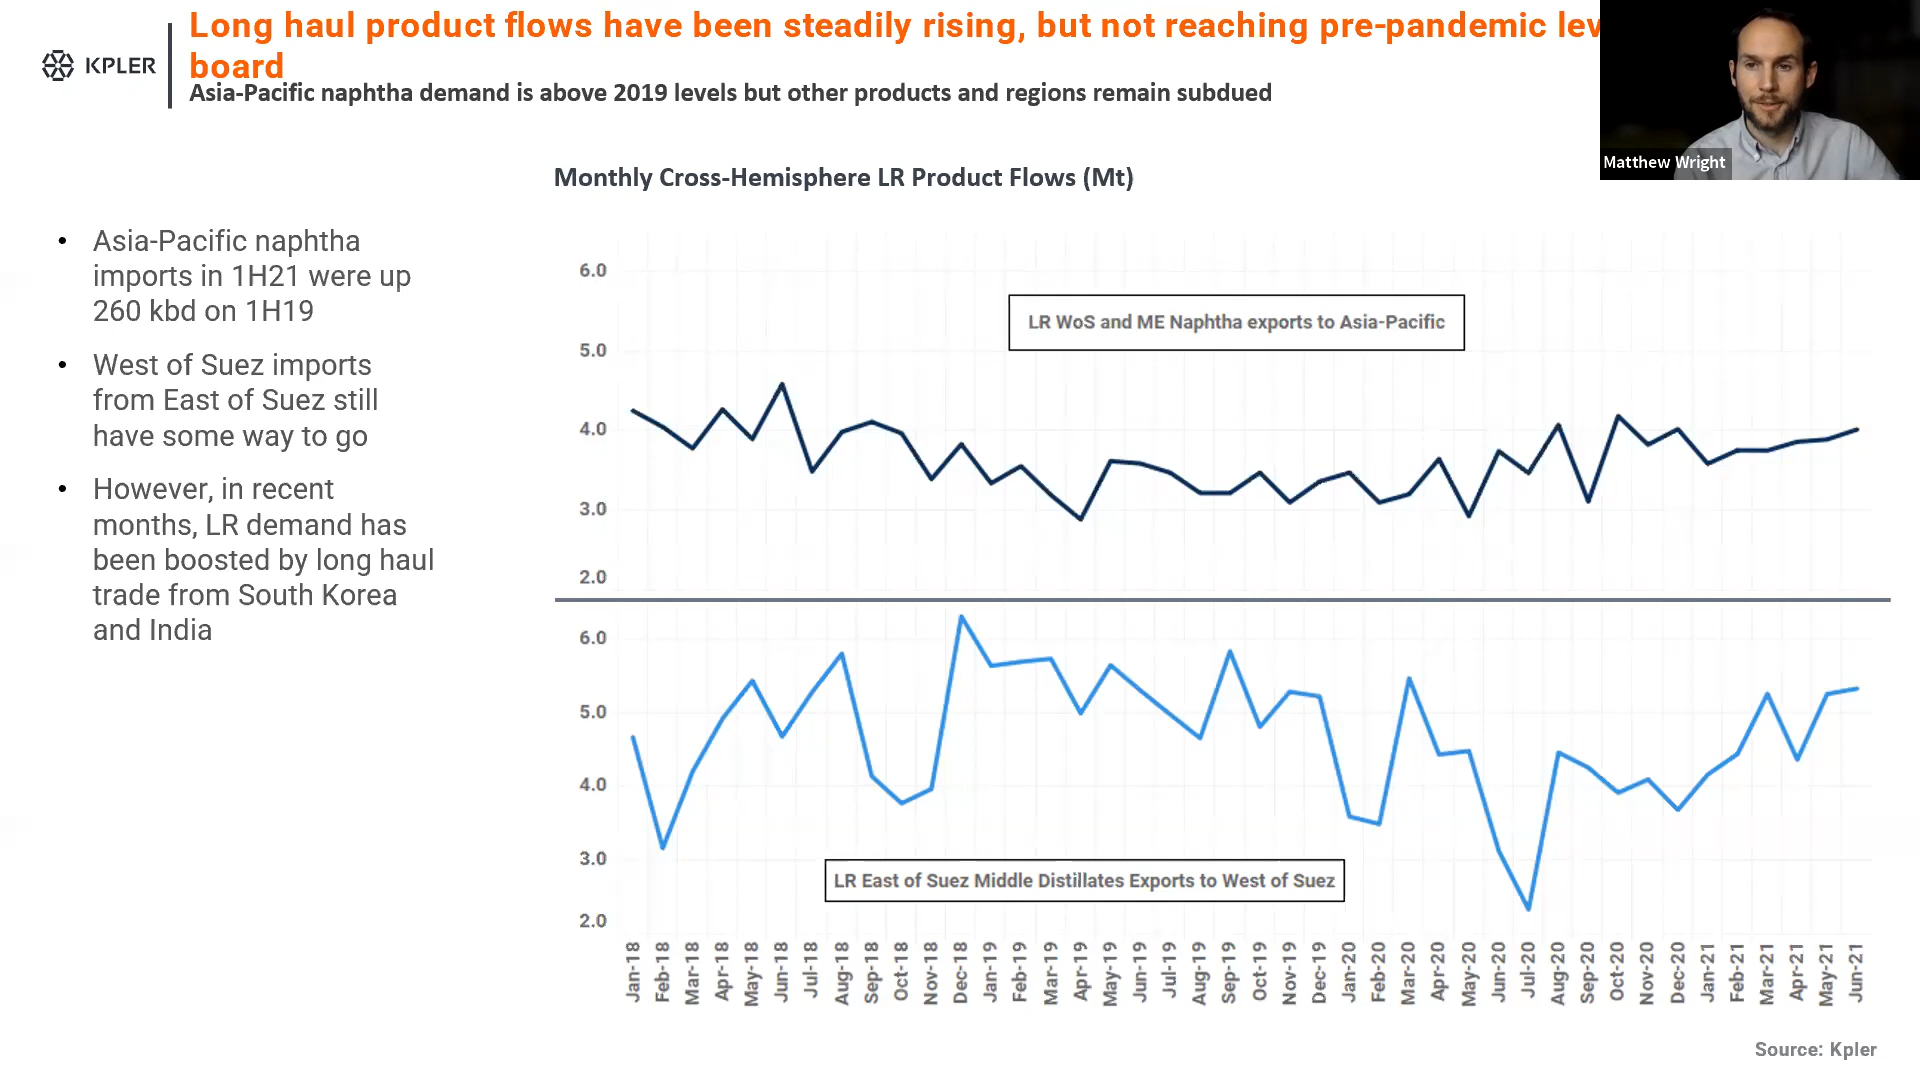 Long haul product flows have been steadily rising, but not reaching pre-pandemic
board
KPLER
Asia-Pacific naphtha demand is above 2019 levels but other products and regions remain subdued
Matthew Wright
Monthly Cross-Hemisphere LR Product Flows (Mt)
• Asia-Pacific naphtha
imports in 1H21 were up
260 kbd on 1H19
• West of Suez imports
from East of Suez still
have some way to go
• However, in recent
months, LR demand has
been boosted by long haul
trade from South Korea
and India
6.0
LR WoS and ME Naphtha exports to Asia-Pacific
5.0
4.0
3.0
2.0
6.0
5.0
4.0
3.0
LR East of Suez Middle Distillates Exports to West of Suez
2.0
Jan-18
Feb-18
Mar-18
Apr-18
May-18
Jun-18
Jul-18
Aug-18
Sep-18
Oct-18
Nov-18
Dec-18
Jan-19
Feb-19
Mar-19
Apr-19
May-19
Jun-19
Jul-19
Aug-19
Sep-19
Oct-19
Nov-19
Dec-19
Jan-20
Feb-20
Mar-20
Apr-20
May-20
Jun-20
Jul-20
Aug-20
Sep-20
Oct-20
Nov-20
Dec-20
Jan-21
Feb-21
Mar-21
Apr-21
May-21
Jun-21
Source: Kpler